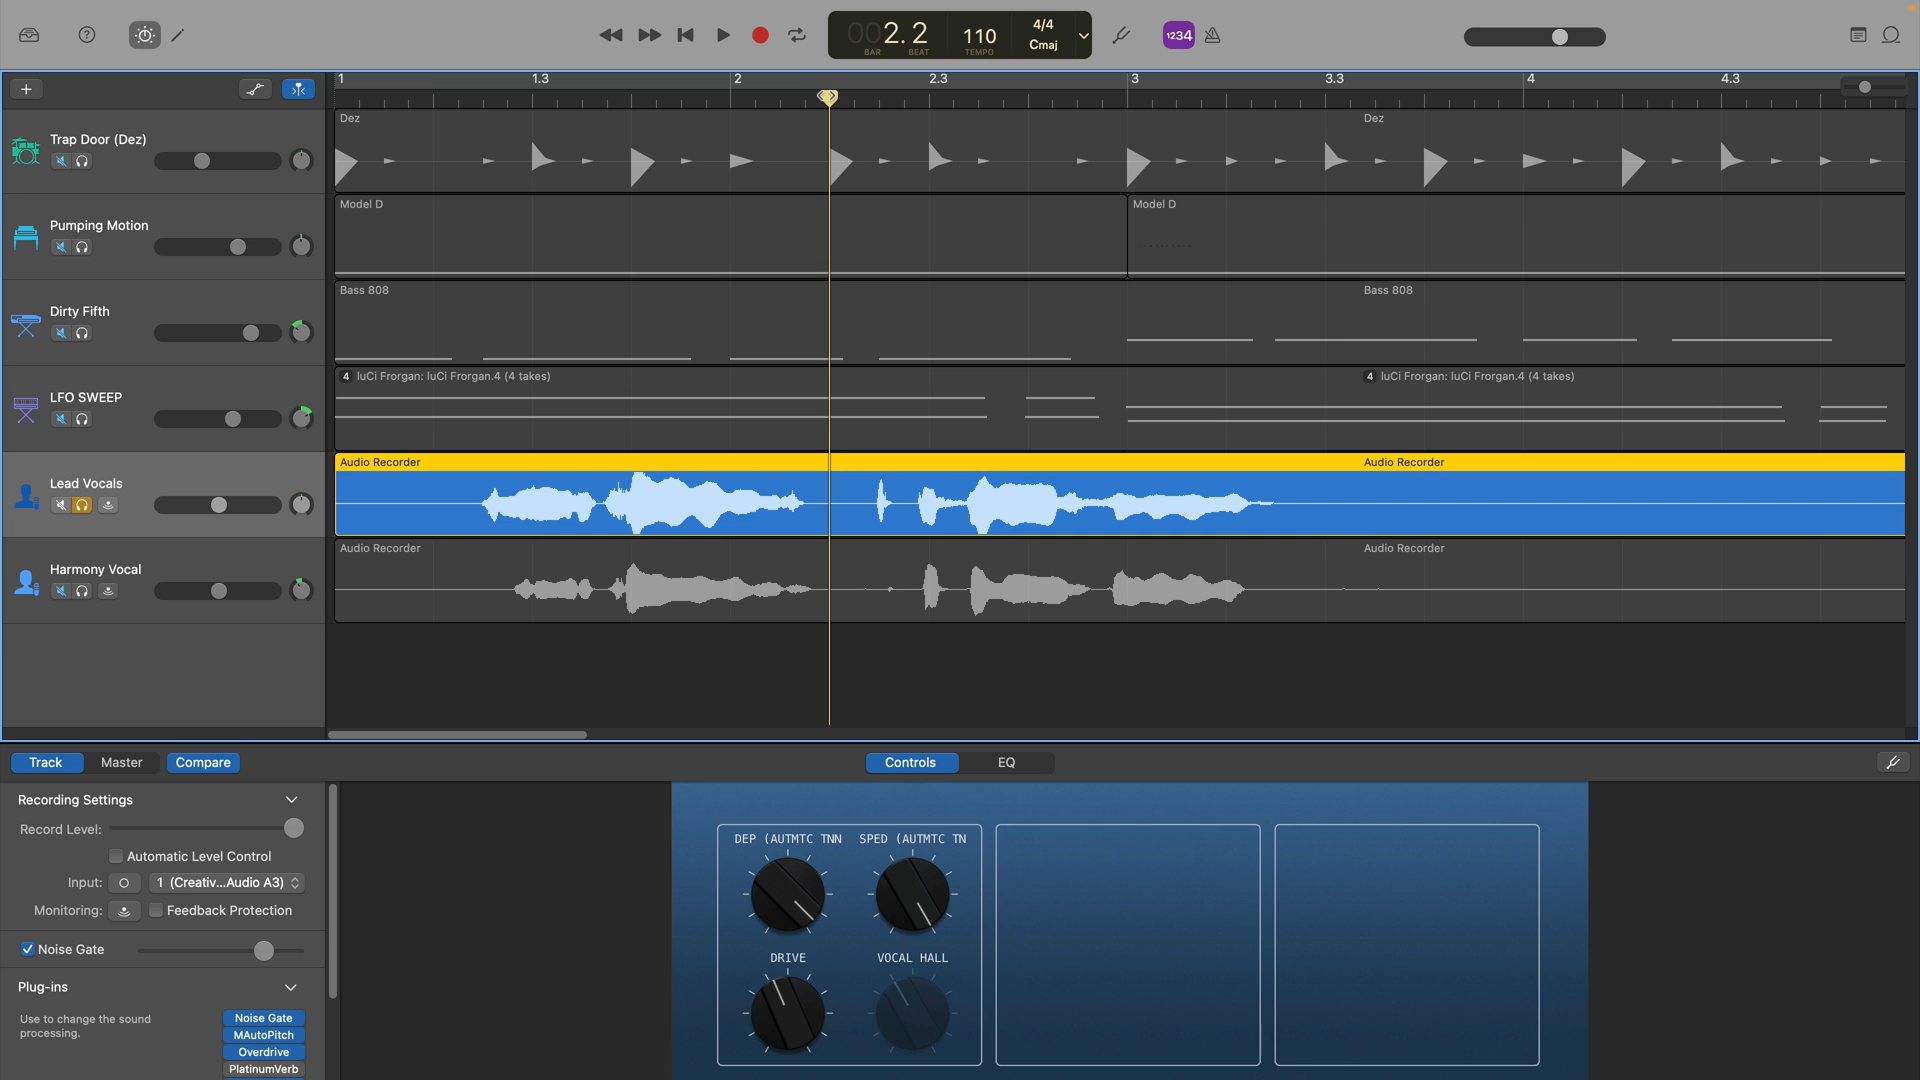 002. 2
BAR
BEAT
110
TEMPO
4/4
Cmaj
1234
1
1.3
2
2.3
3
3.3
4
4.3
Trap Door (Dez)
Dez
Dez
Pumping Motion
Model D
Model D
Dirty Fifth
Bass 808
Bass 808
LFO SWEEP
4 luCi Frorgan: luCi Frorgan.4 (4 takes)
4 luCi Frorgan: luCi Frorgan.4 (4 takes)
Lead Vocals
Audio Recorder
Audio Recorder
Harmony Vocal
Audio Recorder
Audio Recorder
Track
Master
Compare
Controls
EQ
Recording Settings
Record Level:
Automatic Level Control
Input:
1 (Creativ...Audio A3)
Monitoring:
Feedback Protection
Noise Gate
Plug-ins
Use to change the sound
processing.
Noise Gate
MAutoPitch
Overdrive
PlatinumVerb
DEP (AUTMTC TNN
SPED (AUTMTC TN
DRIVE
VOCAL HALL